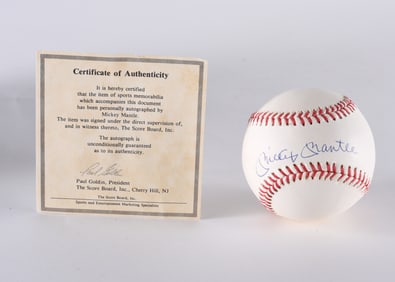 Certificate of Authenticity
It is hereby certified
that the item of sports memorabilia
which accompanies this document
has been personally autographed by
Mickey Mantle.
The item was signed under the direct supervision of,
and in witness thereto, The Score Board, Inc.
The autograph is
unconditionally guaranteed
as to its authenticity.
Paul Goldin
Paul Goldin, President
The Score Board, Inc., Cherry Hill, NJ
The Score Board, Inc.
Sports and Entertainment Marketing Specialists
Mickey Mantle